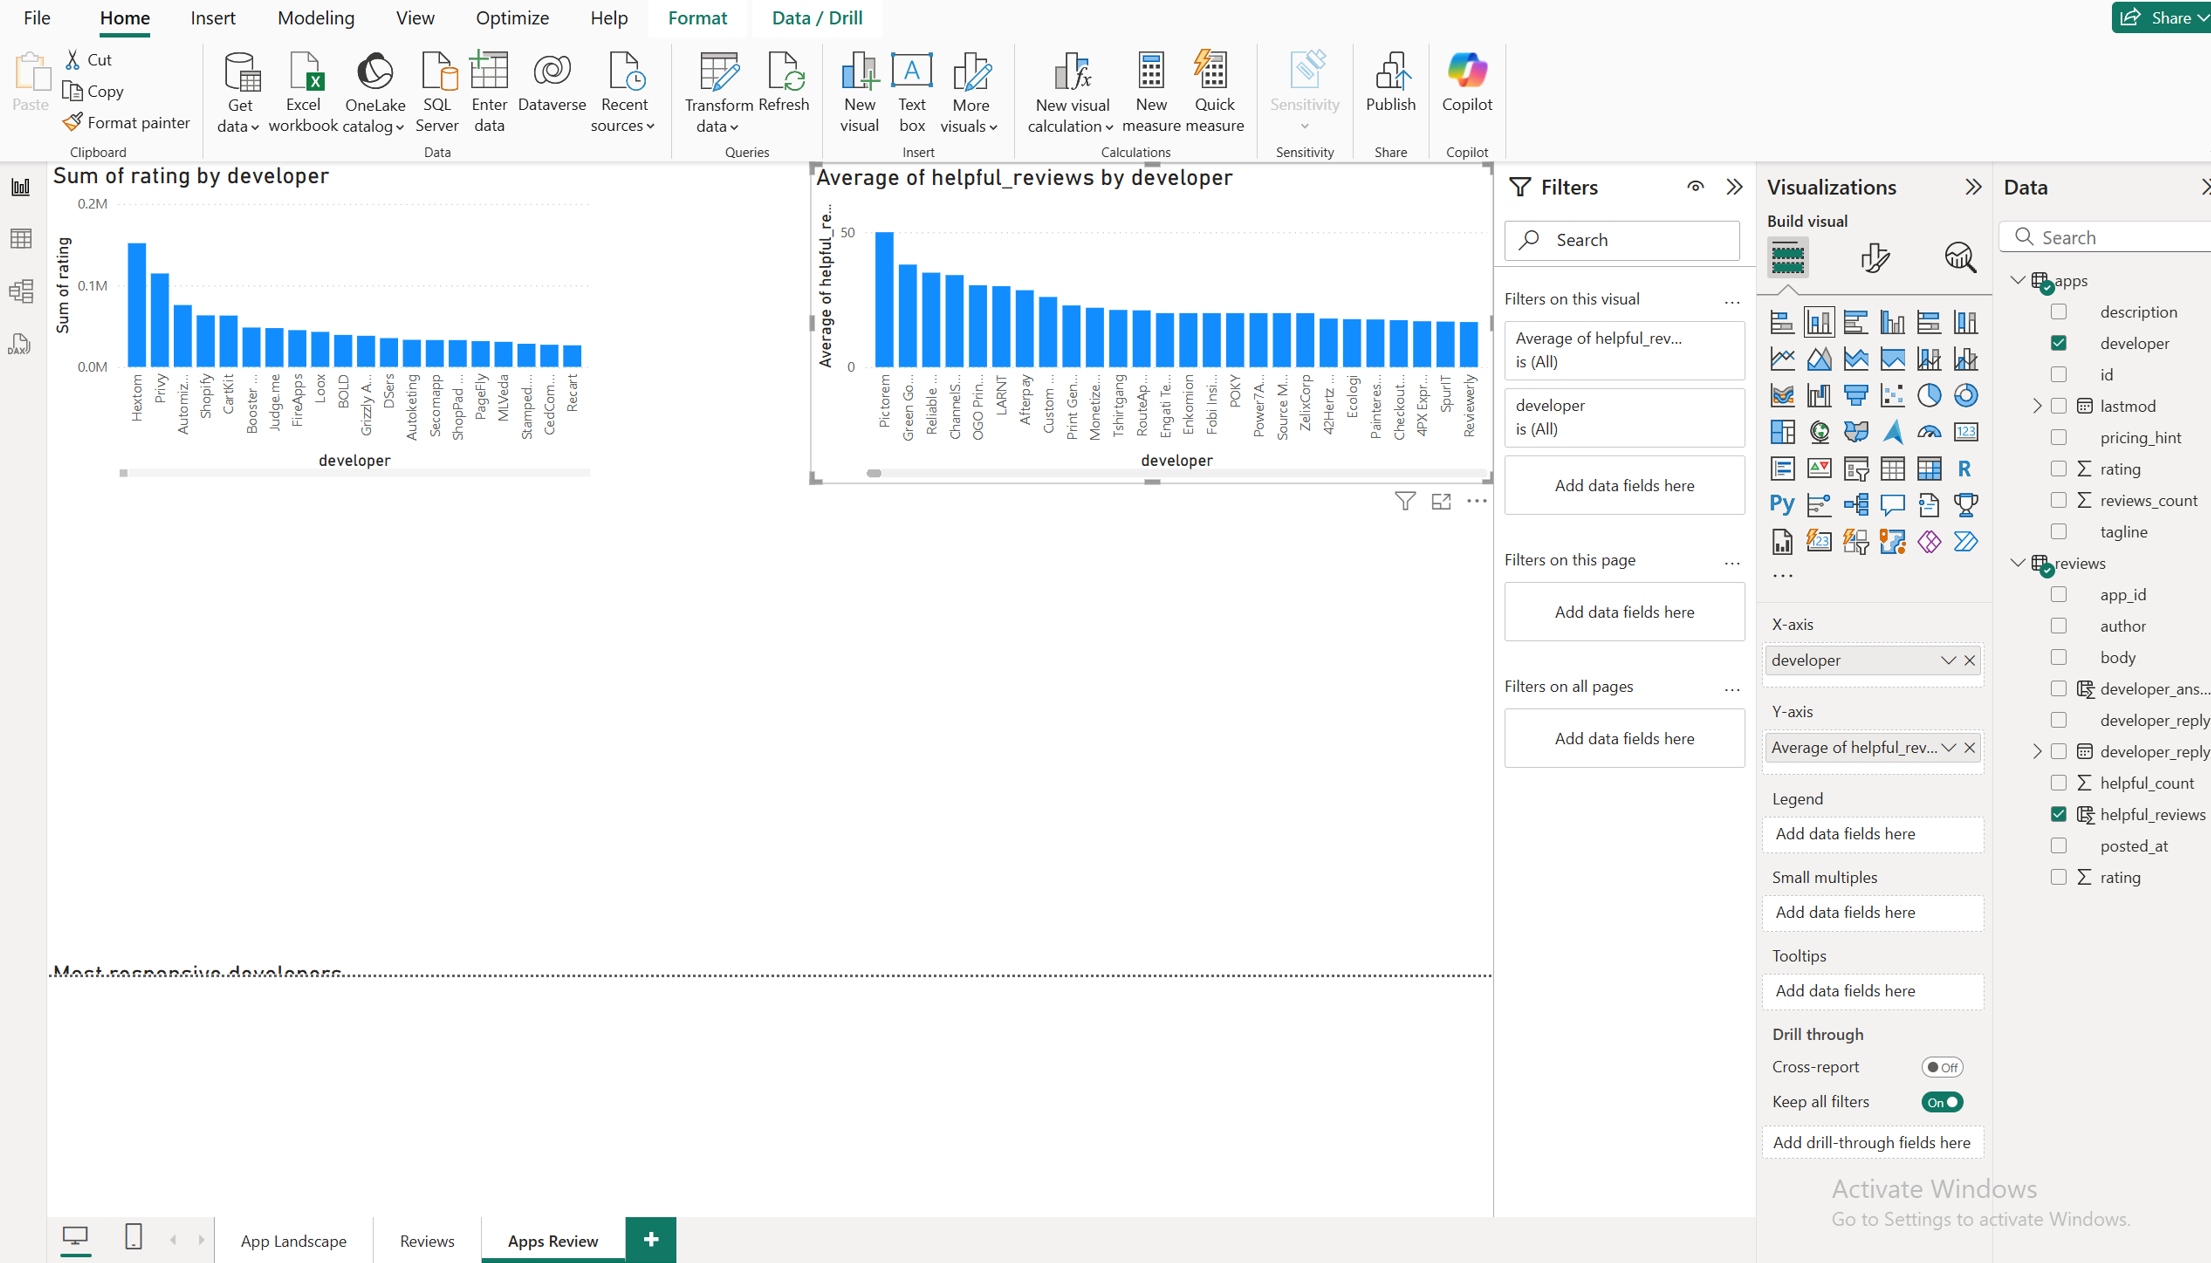 File
Home
Insert
Modeling
View
Optimize
Help
Format
Data / Drill
Share
Paste
Cut
Copy
Format painter
Clipboard
Get
data
Excel
workbook
OneLake
catalog
SQL
Server
Enter
data
Dataverse
Recent
sources
Data
Transform
data
Refresh
Queries
New
visual
Text
box
More
visuals
Insert
New visual
calculation
New
measure
Quick
measure
Calculations
Sensitivity
Sensitivity
Publish
Share
Copilot
Copilot
DAX
Sum of rating by developer
Sum of rating
0.2M
0.1M
0.0M
Hextom
Privy
Automiz...
Shopify
CartKit
Booster ...
Judge.me
FireApps
Loox
BOLD
Grizzly A...
DSers
Autoketing
Secomapp
ShopPad ...
PageFly
MLVeda
Stamped....
CedCom...
Recart
developer
Average of helpful_reviews by developer
Average of helpful_re...
50
0
Pictorem
Green Go...
Reliable ...
ChannelS...
OGO Prin...
LARNT
Afterpay
Custom ...
Print Gen...
Monetize...
Tshirtgang
RouteAp...
Engati Te...
Enkomion
Fobi Insi...
POKY
Power7A...
Source M...
ZelixCorp
42Hertz ...
Ecologi
Painteres...
Checkout...
4PX Expr...
SpurIT
Reviewerly
developer
Most responsive developers
Filters
Search
Filters on this visual
...
Average of helpful_rev...
is (All)
developer
is (All)
Add data fields here
Filters on this page
...
Add data fields here
Filters on all pages
...
Add data fields here
Visualizations
Build visual
123
R
Py
123
...
X-axis
developer
Y-axis
Average of helpful_rev...
Legend
Add data fields here
Small multiples
Add data fields here
Tooltips
Add data fields here
Drill through
Cross-report
Off
Keep all filters
On
Add drill-through fields here
Data
Search
apps
description
developer
id
lastmod
pricing_hint
rating
reviews_count
tagline
reviews
app_id
author
body
developer_ans...
developer_reply
developer_reply
helpful_count
helpful_reviews
posted_at
rating
Activate Windows
Go to Settings to activate Windows.
App Landscape
Reviews
Apps Review